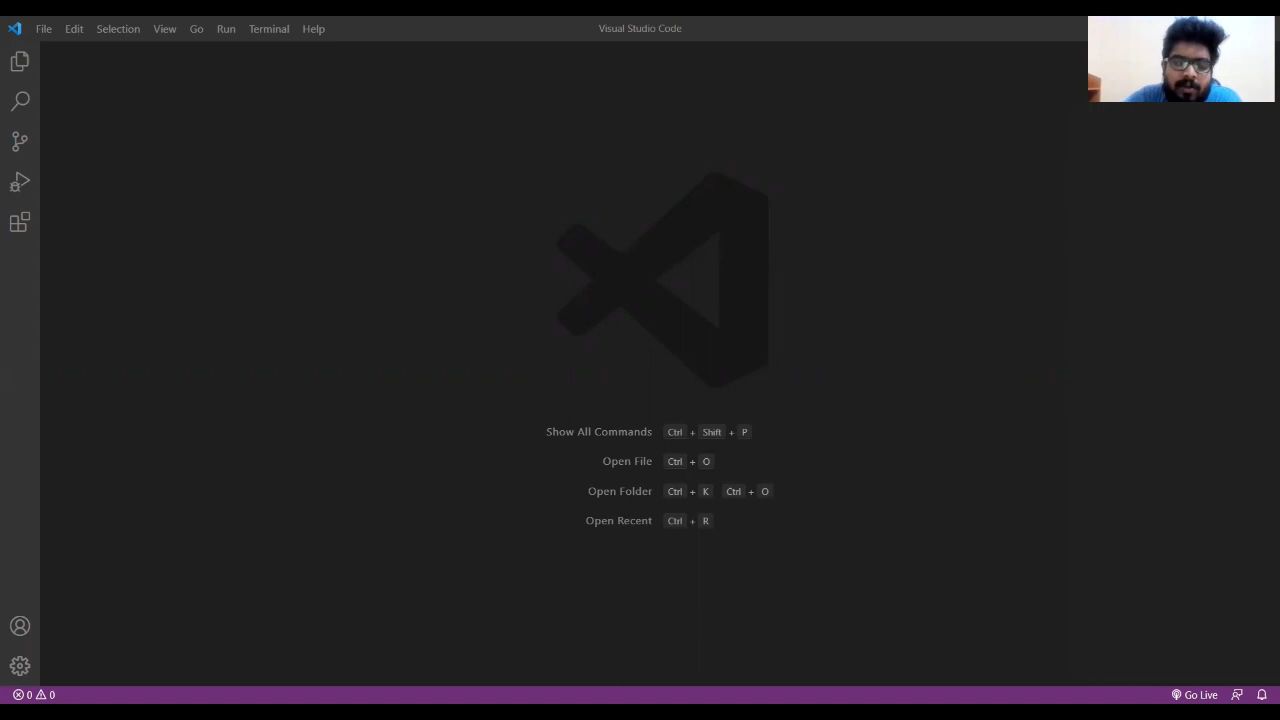 File Edit Selection View Go Run Terminal Help
Visual Studio Code
Show All Commands Ctrl + Shift + P
Open File Ctrl + O
Open Folder Ctrl + K Ctrl + O
Open Recent Ctrl + R
0 0
Go Live